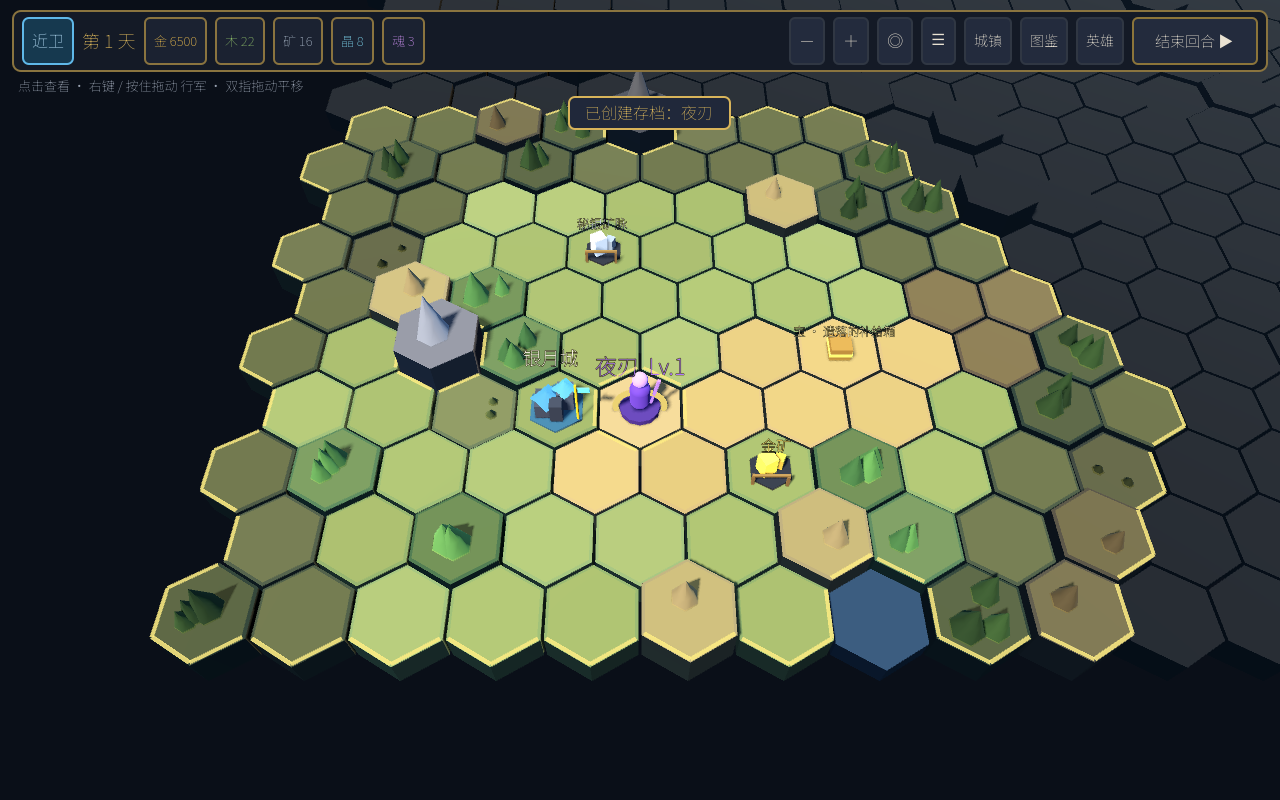 近卫 第 1 天 金 6500 木 22 矿 16 晶 8 魂 3 － ＋ ◎ ☰ 城镇 图鉴 英雄 结束回合 ▶
点击查看 · 右键 / 按住拖动 行军 · 双指拖动平移
已创建存档：夜刃
银月城
夜刃 Lv.1
金矿